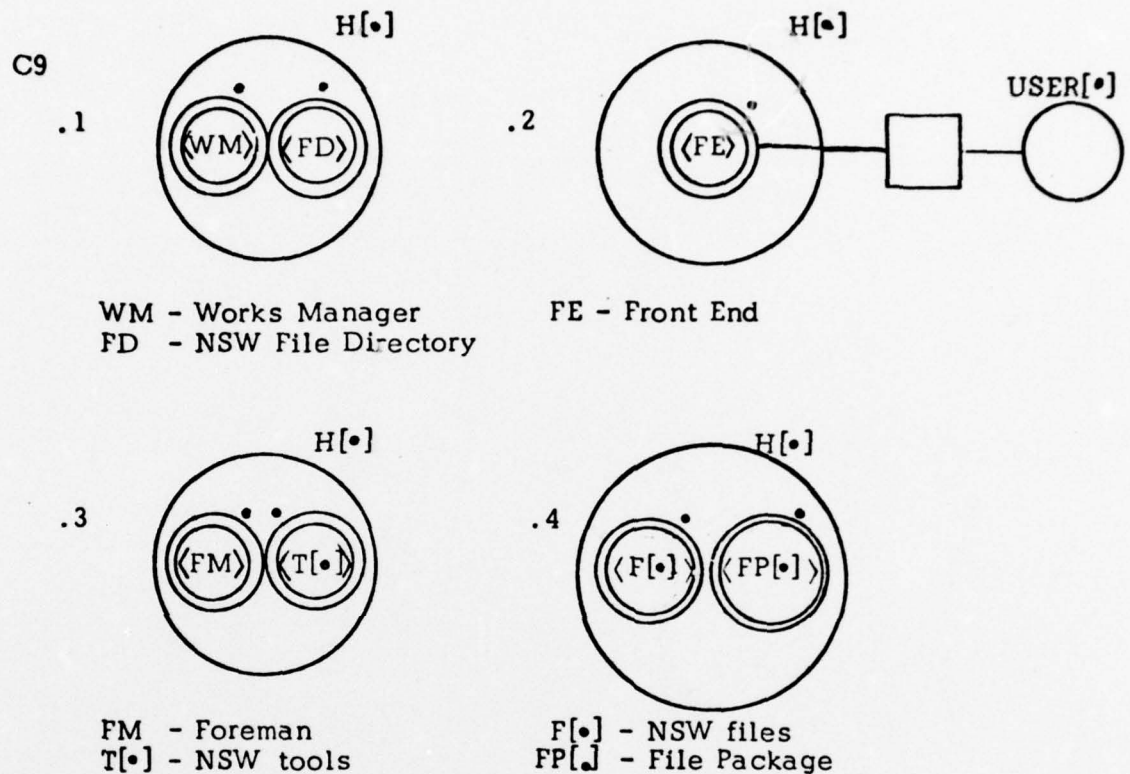 C9
.1
H[•]
⟨WM⟩ ⟨FD⟩
WM - Works Manager
FD - NSW File Directory
.2
H[•]
⟨FE⟩
USER[•]
FE - Front End
.3
H[•]
⟨FM⟩ ⟨T[•]⟩
FM - Foreman
T[•] - NSW tools
.4
H[•]
⟨F[•]⟩ ⟨FP[•]⟩
F[•] - NSW files
FP[.] - File Package